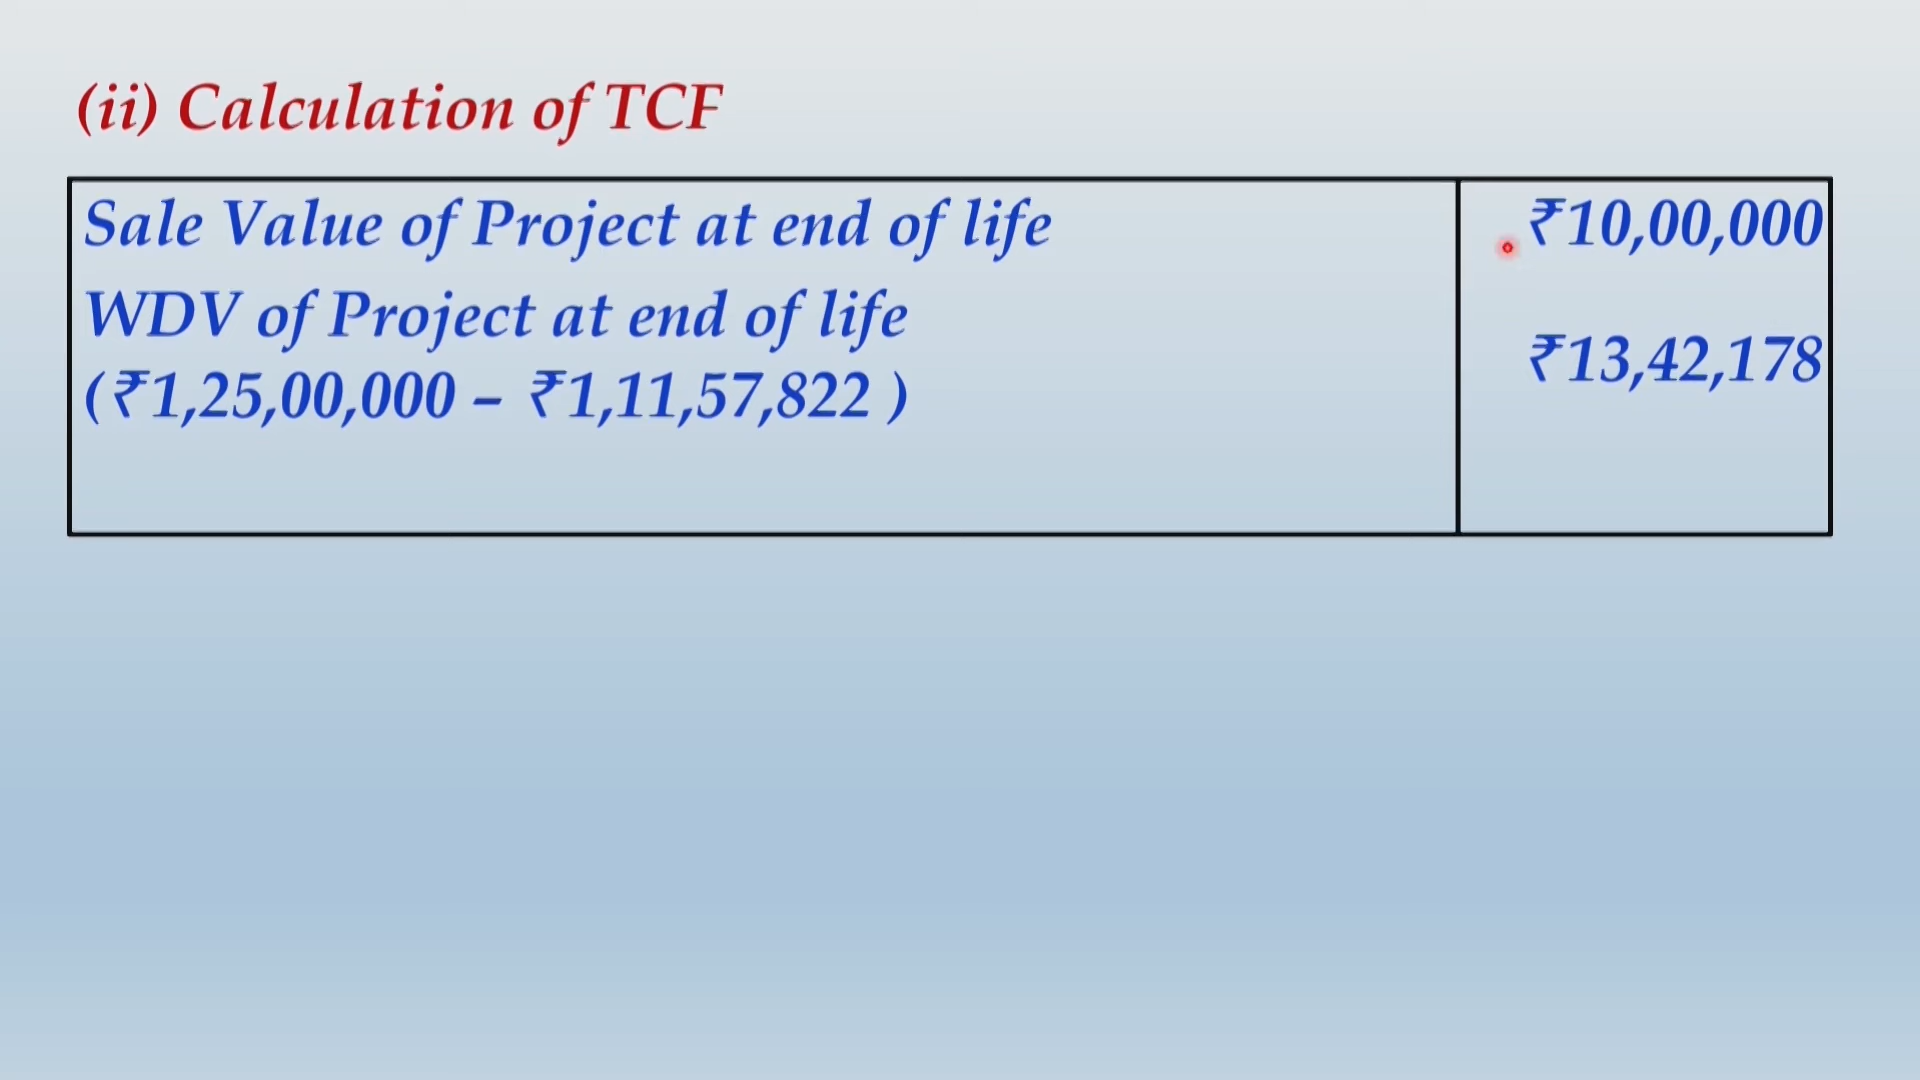 (ii) Calculation of TCF
Sale Value of Project at end of life ₹10,00,000
WDV of Project at end of life
(₹1,25,00,000 – ₹1,11,57,822 ) ₹13,42,178